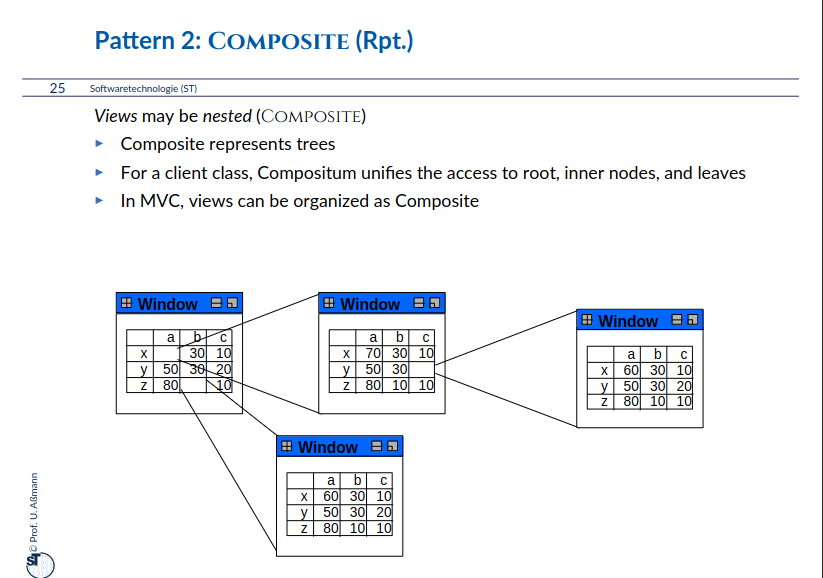 Pattern 2: COMPOSITE (Rpt.)
25 Softwaretechnologie (ST)
Views may be nested (COMPOSITE)
► Composite represents trees
► For a client class, Compositum unifies the access to root, inner nodes, and leaves
► In MVC, views can be organized as Composite
Window
a b c
x 30 10
y 50 30 20
z 80 10
Window
a b c
x 70 30 10
y 50 30
z 80 10 10
Window
a b c
x 60 30 10
y 50 30 20
z 80 10 10
Window
a b c
x 60 30 10
y 50 30 20
z 80 10 10
© Prof. U. Aßmann
ST